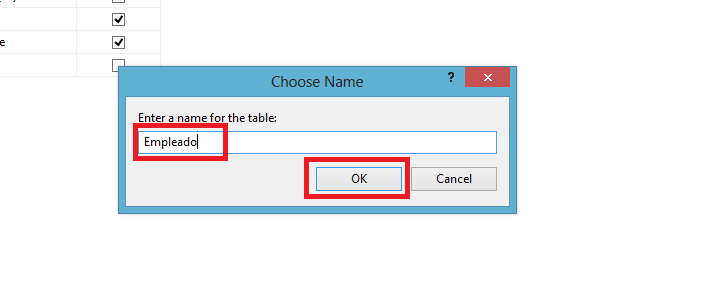 e
Choose Name
?
Enter a name for the table:
Empleado
OK
Cancel